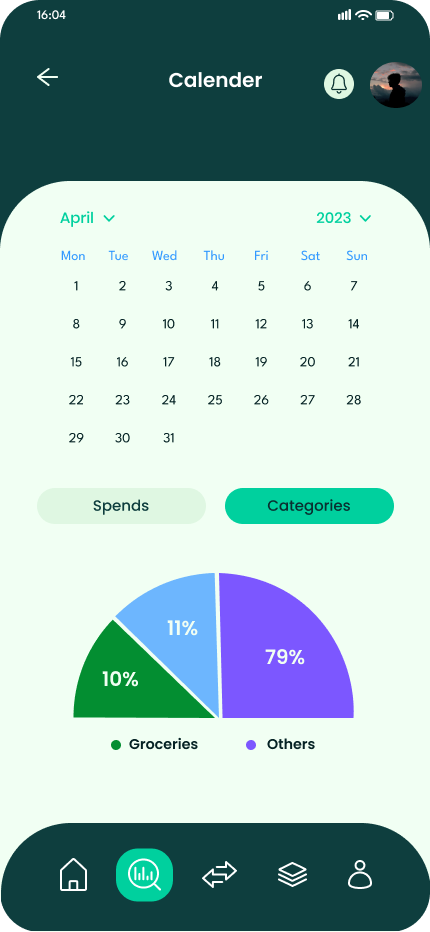 16:04
Calender
April 2023
Mon Tue Wed Thu Fri Sat Sun
1 2 3 4 5 6 7
8 9 10 11 12 13 14
15 16 17 18 19 20 21
22 23 24 25 26 27 28
29 30 31
Spends Categories
11%
79%
10%
Groceries Others